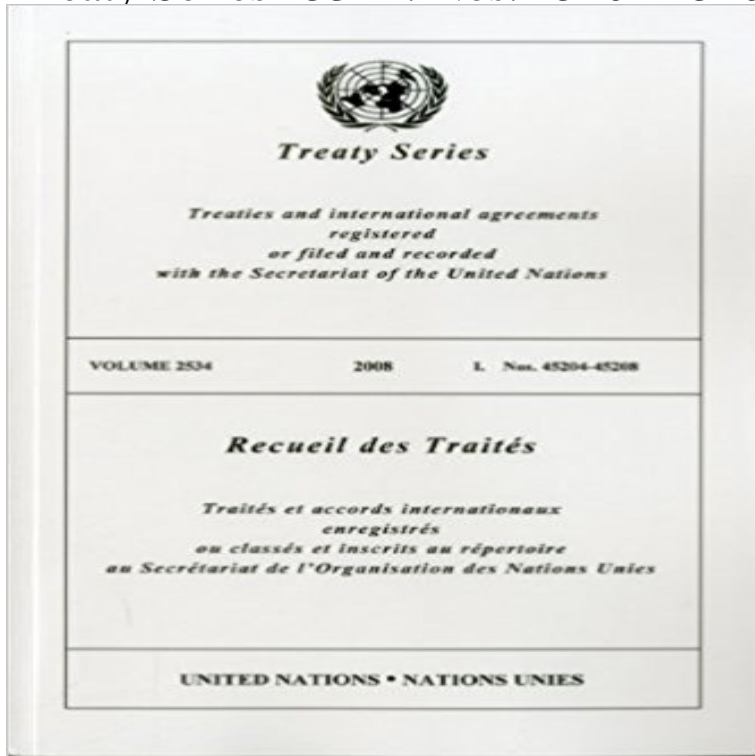 Treaty Series
Treaties and international agreements
registered
or filed and recorded
with the Secretariat of the United Nations
VOLUME 2534 2008 I. Nos. 45204-45208
Recueil des Traités
Traités et accords internationaux
enregistrés
ou classés et inscrits au répertoire
au Secrétariat de l'Organisation des Nations Unies
UNITED NATIONS • NATIONS UNIES